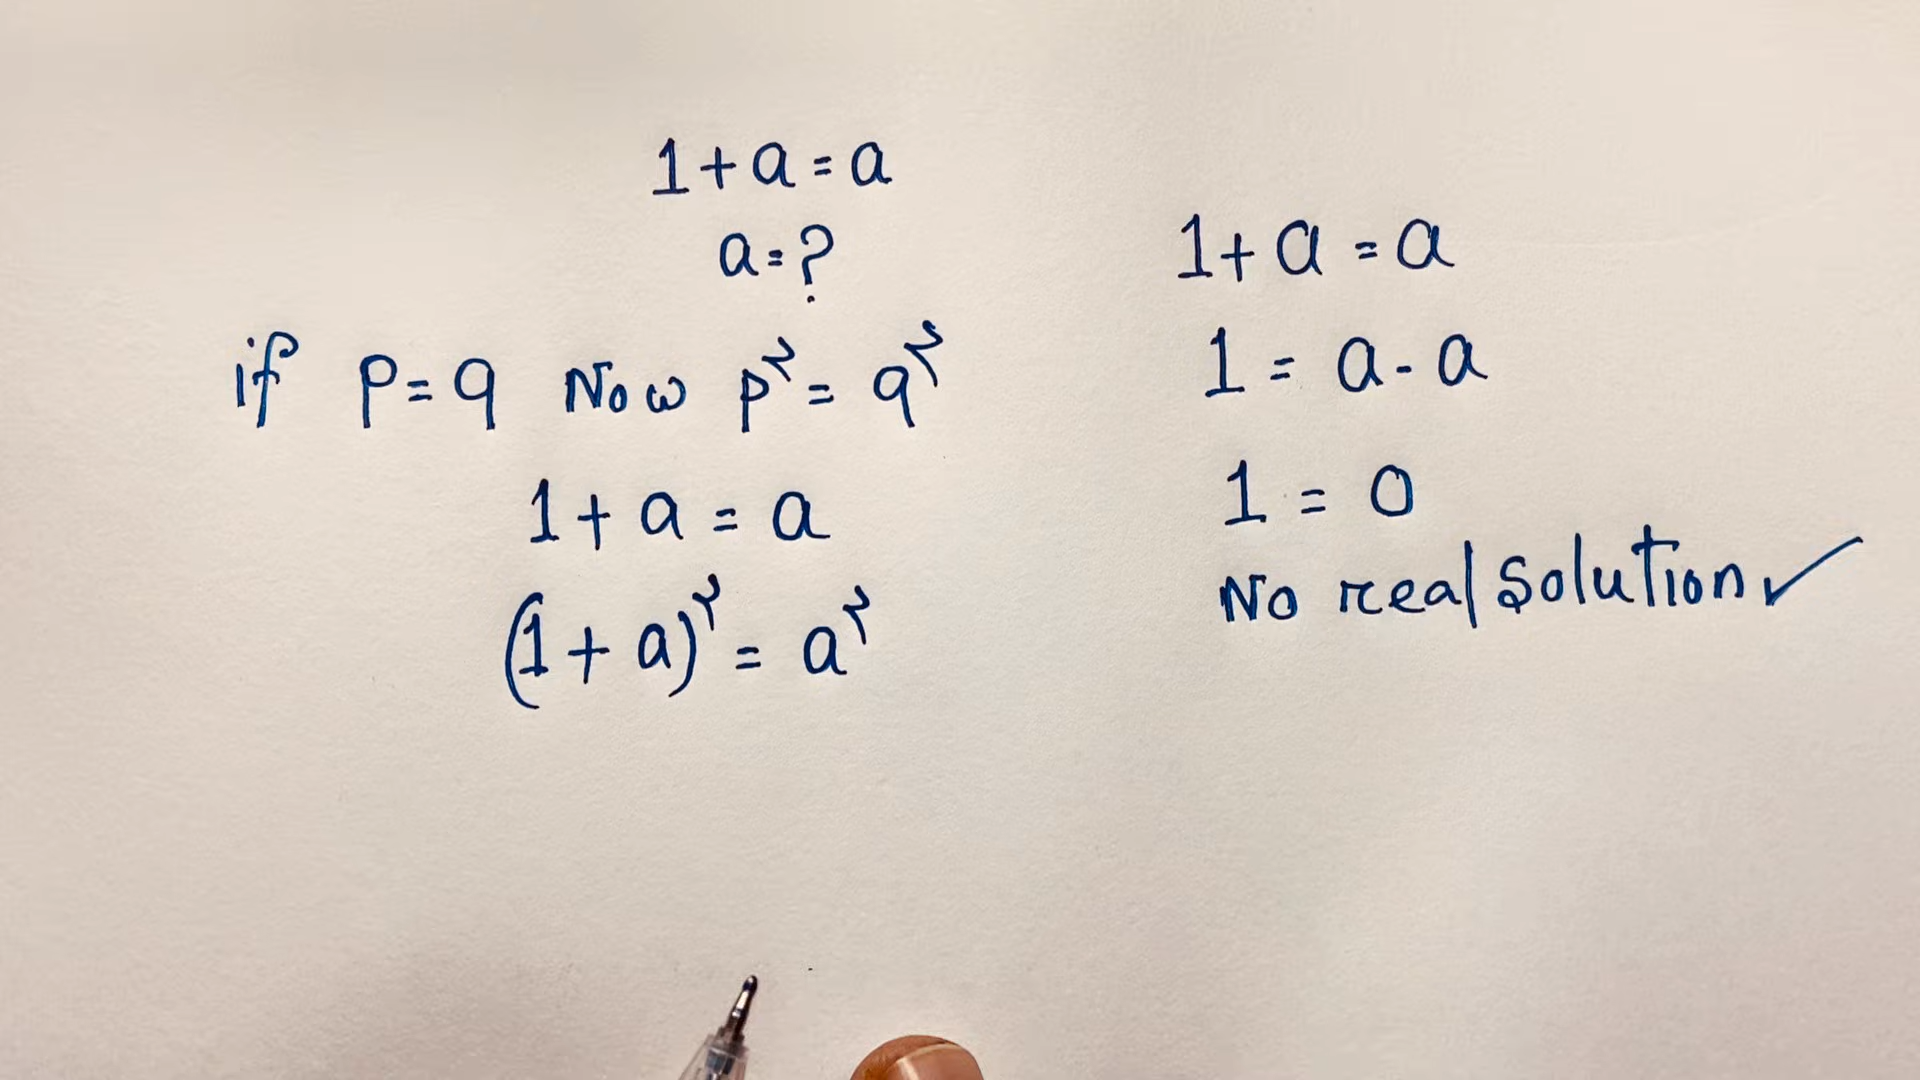 1+a=a
a=?
if p=q Now p²=q²
1+a=a
(1+a)²=a²
1+a=a
1=a-a
1=0
No real solution✓